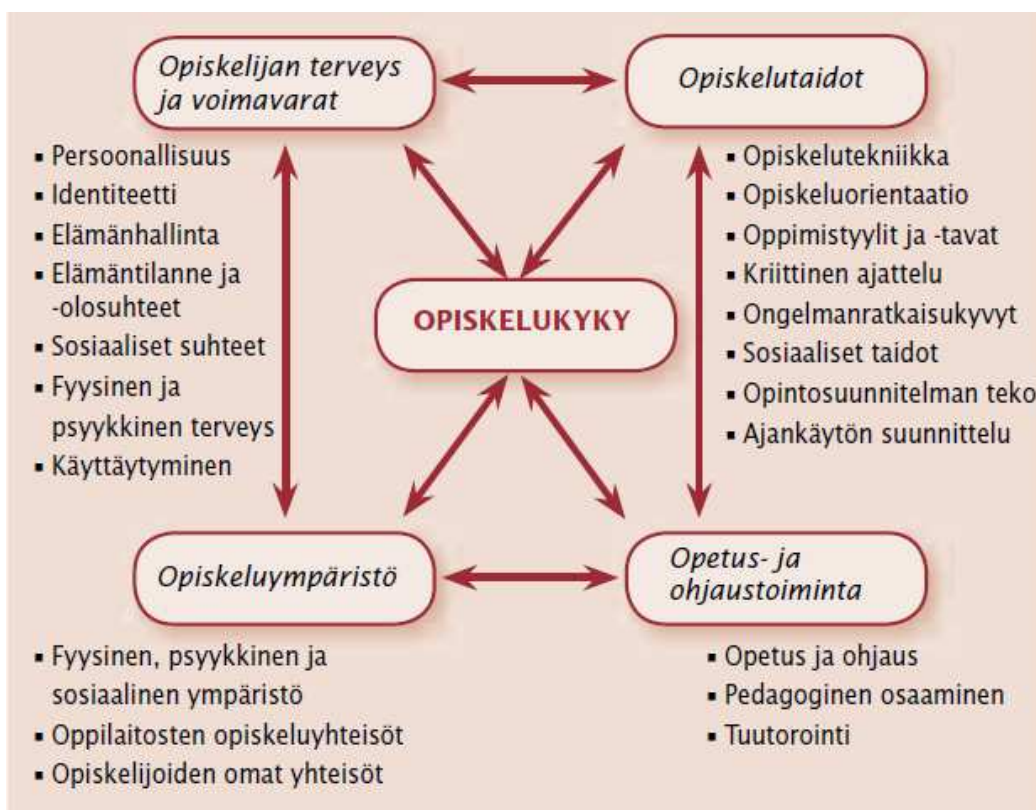 Opiskelijan terveys
ja voimavarat
Opiskelutaidot
▪ Persoonallisuus
▪ Identiteetti
▪ Elämänhallinta
▪ Elämäntilanne ja
-olosuhteet
▪ Sosiaaliset suhteet
▪ Fyysinen ja
psyykkinen terveys
▪ Käyttäytyminen
▪ Opiskelutekniikka
▪ Opiskeluorientaatio
▪ Oppimistyylit ja -tavat
▪ Kriittinen ajattelu
▪ Ongelmanratkaisukyvyt
▪ Sosiaaliset taidot
▪ Opintosuunnitelman teko
▪ Ajankäytön suunnittelu
OPISKELUKYKY
Opiskeluympäristö
Opetus- ja
ohjaustoiminta
▪ Fyysinen, psyykkinen ja
sosiaalinen ympäristö
▪ Oppilaitosten opiskeluyhteisöt
▪ Opiskelijoiden omat yhteisöt
▪ Opetus ja ohjaus
▪ Pedagoginen osaaminen
▪ Tuutorointi